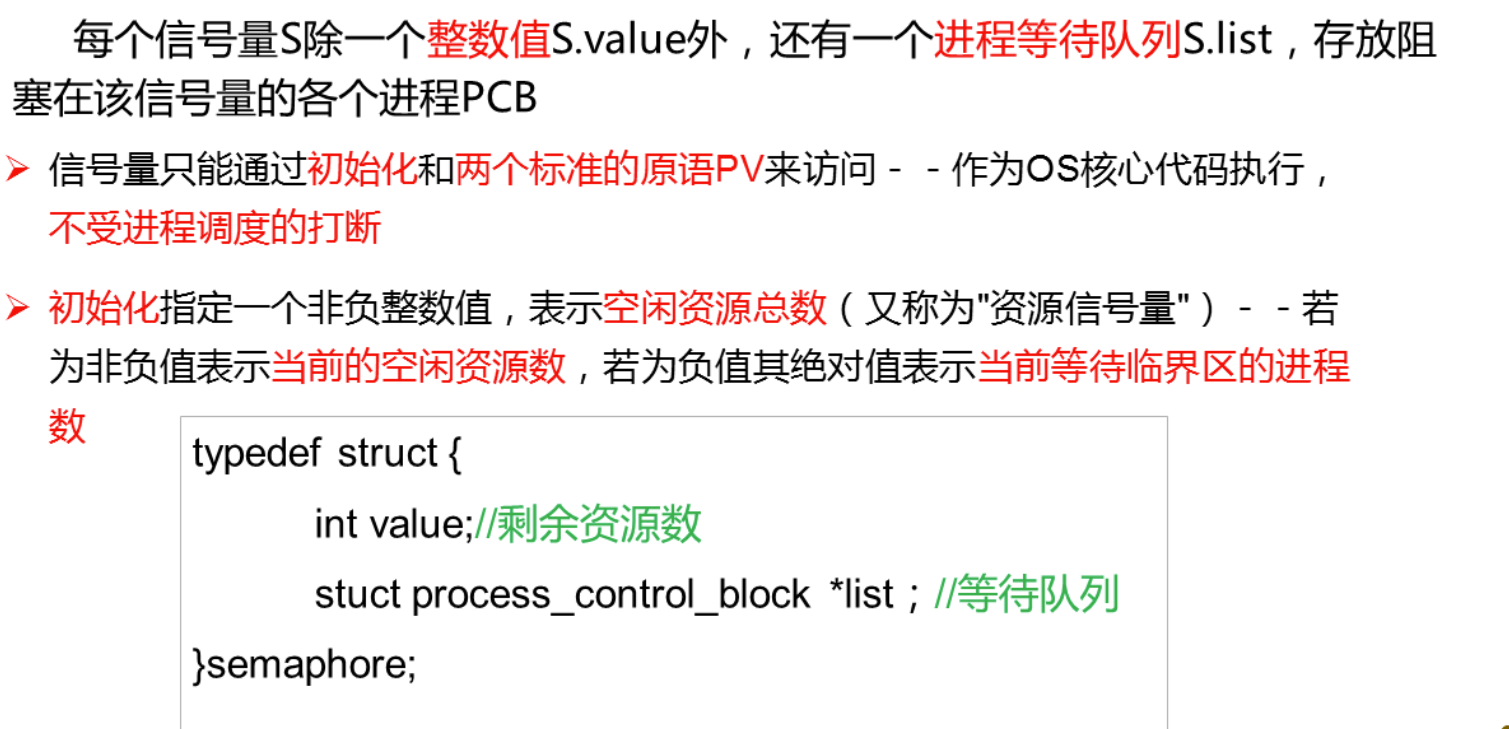 每个信号量S除一个整数值S.value外，还有一个进程等待队列S.list，存放阻
塞在该信号量的各个进程PCB
➢ 信号量只能通过初始化和两个标准的原语PV来访问－－作为OS核心代码执行，
不受进程调度的打断
➢ 初始化指定一个非负整数值，表示空闲资源总数（又称为"资源信号量"）－－若
为非负值表示当前的空闲资源数，若为负值其绝对值表示当前等待临界区的进程
数
typedef struct {
int value;//剩余资源数
stuct process_control_block *list；//等待队列
}semaphore;